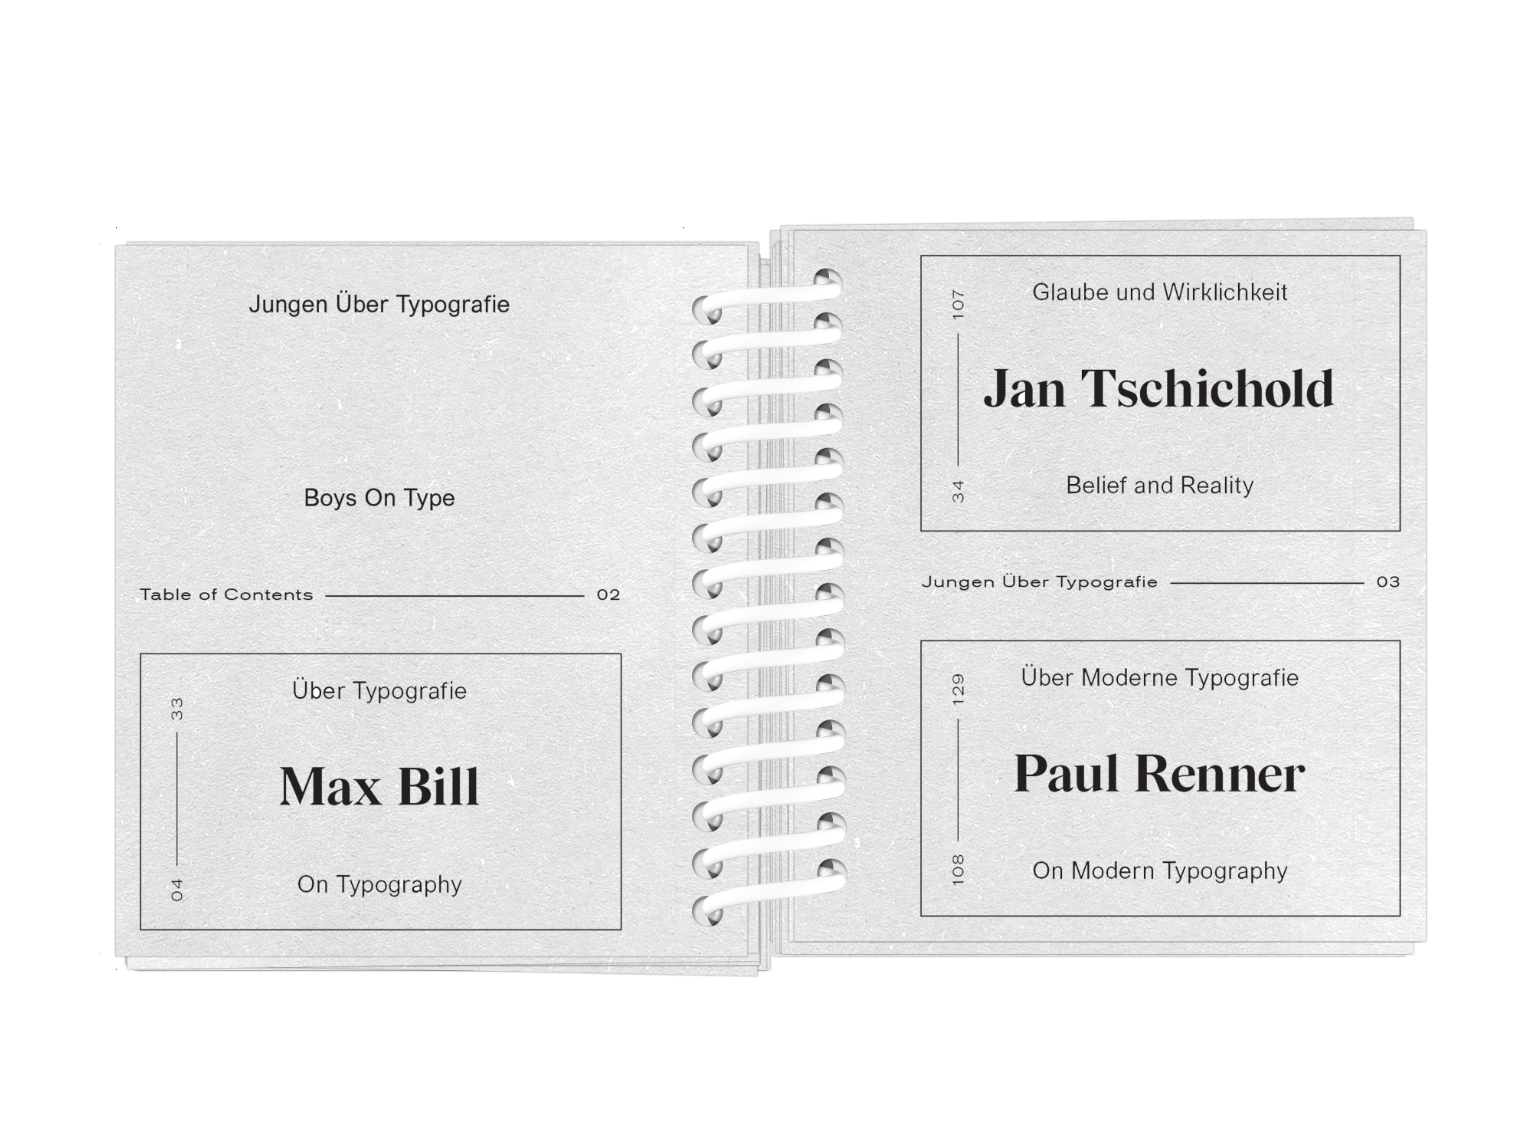 Jungen Über Typografie
Boys On Type
Table of Contents 02
Über Typografie
33
Max Bill
04
On Typography
Glaube und Wirklichkeit
107
Jan Tschichold
34
Belief and Reality
Jungen Über Typografie 03
Über Moderne Typografie
129
Paul Renner
108
On Modern Typography